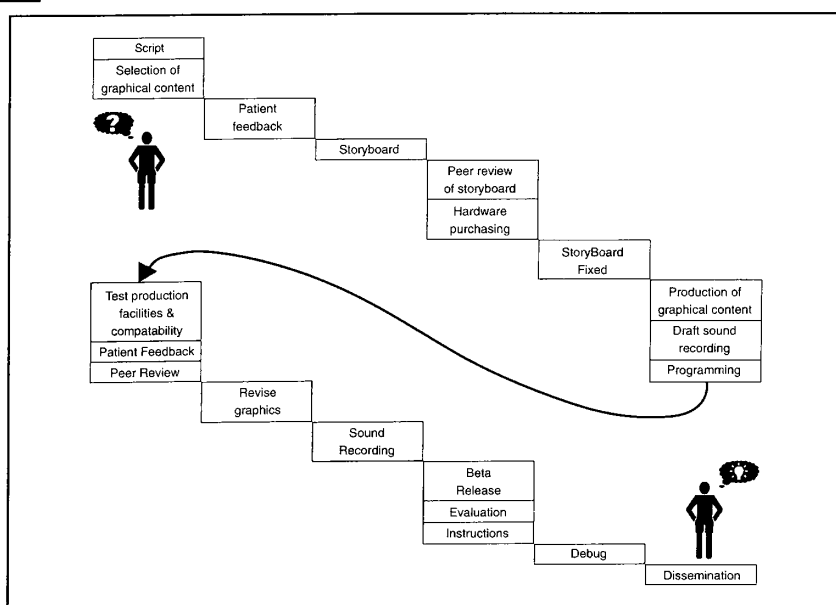 Script
Selection of
graphical content
Patient
feedback
?
Storyboard
Peer review
of storyboard
Hardware
purchasing
StoryBoard
Fixed
Production of
graphical content
Draft sound
recording
Programming
Test production
facilities &
compatability
Patient Feedback
Peer Review
Revise
graphics
Sound
Recording
Beta
Release
Evaluation
Instructions
Debug
Dissemination